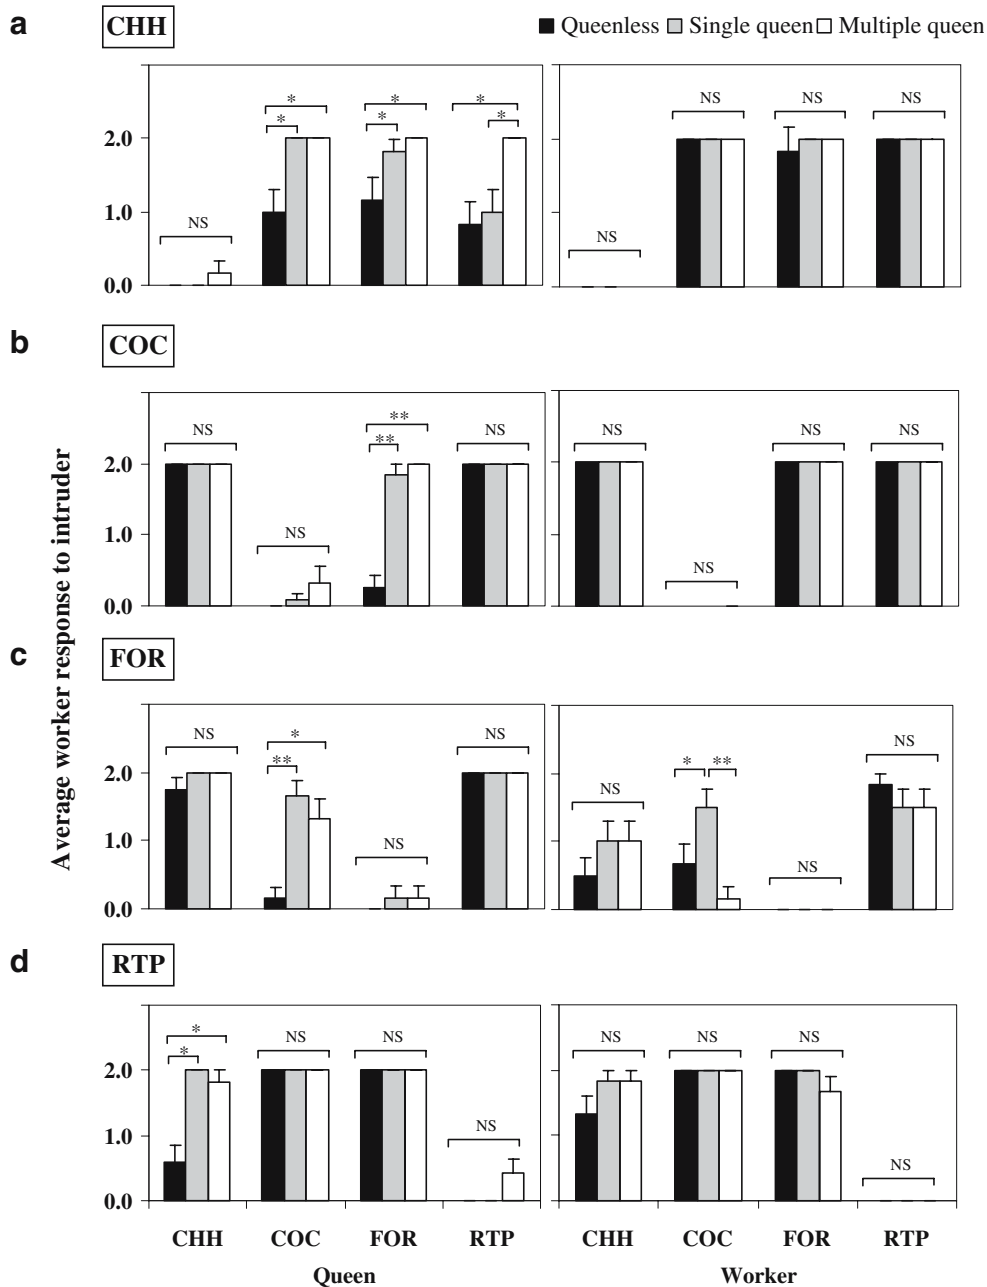 a CHH
Queenless Single queen Multiple queen
* * * NS NS NS
* * *
2.0
1.0
NS NS
0.0
b COC
NS ** NS NS NS NS
**
2.0
1.0
NS NS
0.0
c FOR
NS * NS NS
** * **
2.0
NS
1.0
NS NS
0.0
d RTP
* NS NS NS NS NS
*
2.0
1.0
NS NS
0.0
CHH COC FOR RTP CHH COC FOR RTP
Queen Worker
Average worker response to intruder